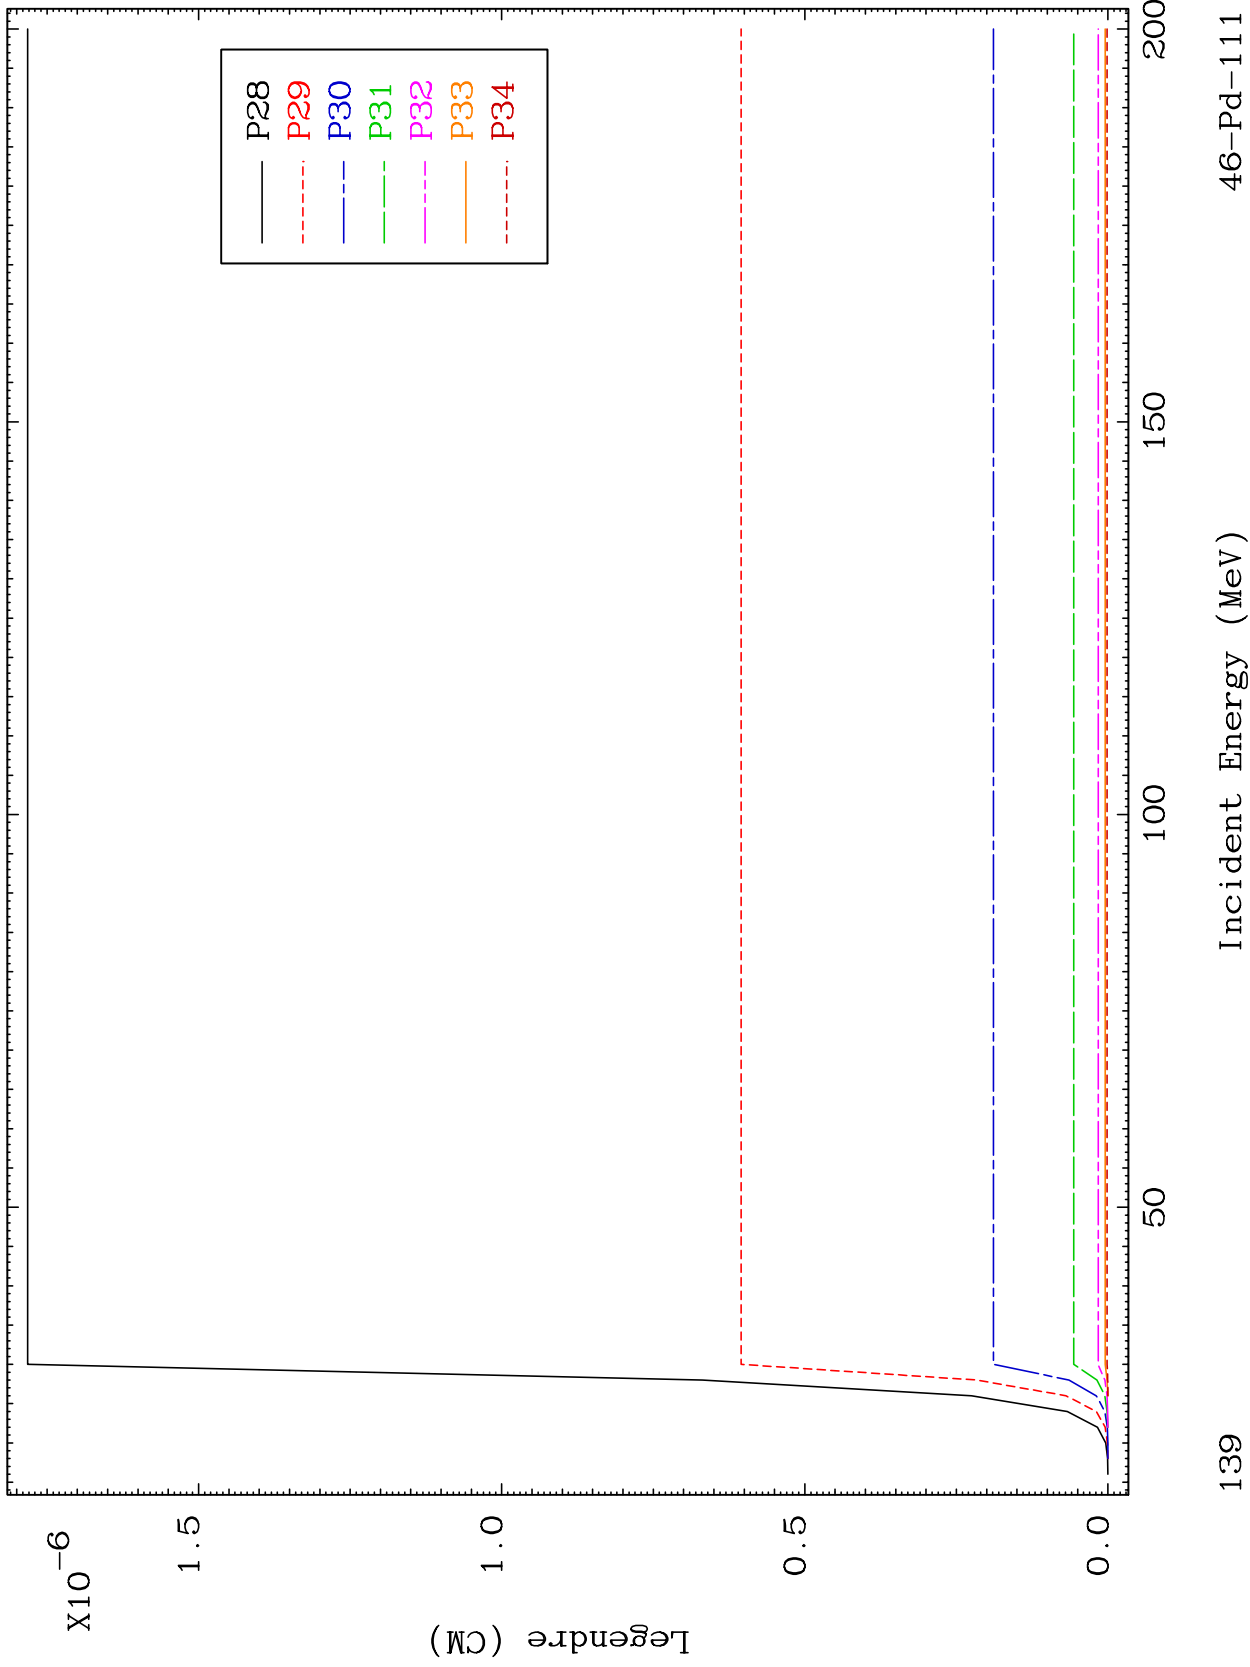 X10-6
Legendre (CM)
1.5
1.0
0.5
0.0
P28
P29
P30
P31
P32
P33
P34
50
100
150
200
139
Incident Energy (MeV)
46-Pd-111